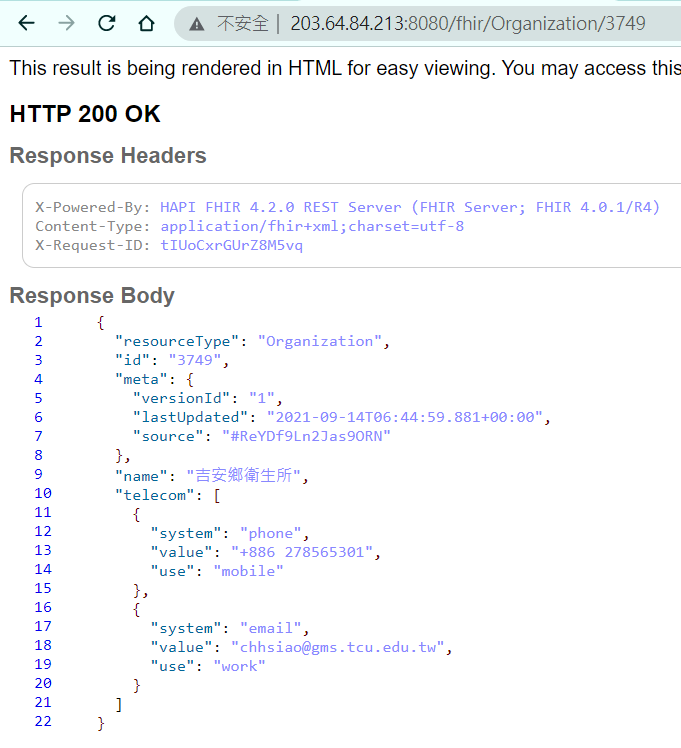 不安全 | 203.64.84.213:8080/fhir/Organization/3749
This result is being rendered in HTML for easy viewing. You may access this
HTTP 200 OK
Response Headers
X-Powered-By: HAPI FHIR 4.2.0 REST Server (FHIR Server; FHIR 4.0.1/R4)
Content-Type: application/fhir+xml;charset=utf-8
X-Request-ID: tIUoCxrGUrZ8M5vq
Response Body
1 {
2 "resourceType": "Organization",
3 "id": "3749",
4 "meta": {
5 "versionId": "1",
6 "lastUpdated": "2021-09-14T06:44:59.881+00:00",
7 "source": "#ReYDf9Ln2Jas9ORN"
8 },
9 "name": "吉安鄉衛生所",
10 "telecom": [
11 {
12 "system": "phone",
13 "value": "+886 278565301",
14 "use": "mobile"
15 },
16 {
17 "system": "email",
18 "value": "chhsiao@gms.tcu.edu.tw",
19 "use": "work"
20 }
21 ]
22 }